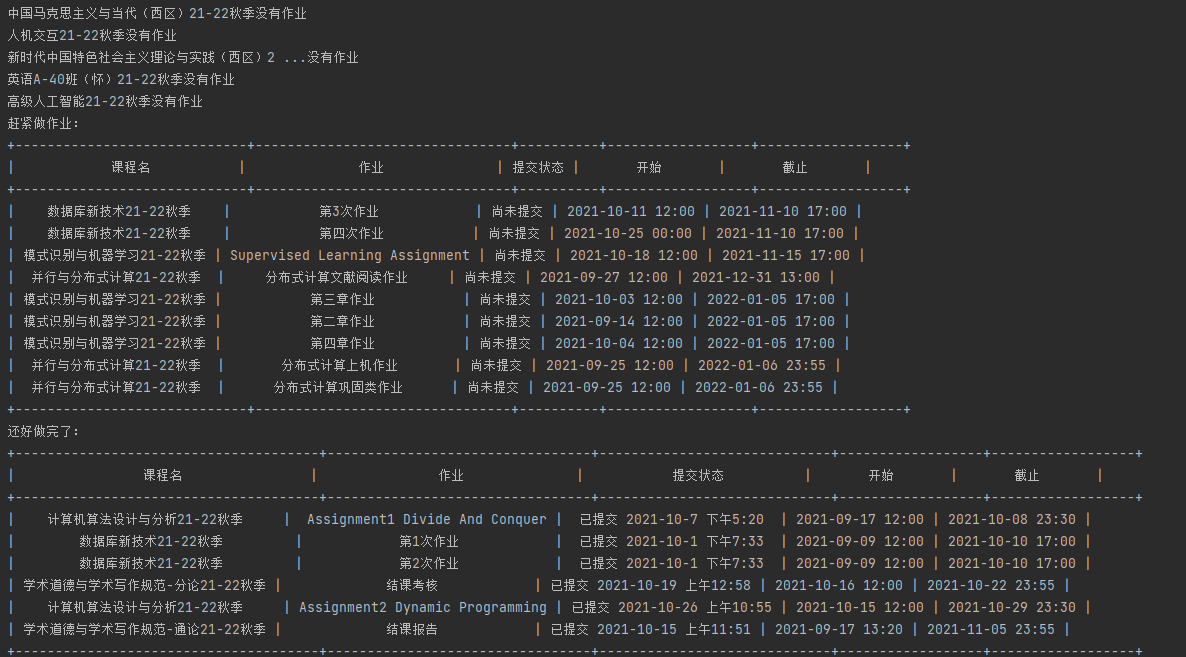 中国马克思主义与当代（西区）21-22秋季没有作业
人机交互21-22秋季没有作业
新时代中国特色社会主义理论与实践（西区）2 ...没有作业
英语A-40班（怀）21-22秋季没有作业
高级人工智能21-22秋季没有作业
赶紧做作业:
+-----------------------------+--------------------------------+----------+------------------+------------------+
| 课程名 | 作业 | 提交状态 | 开始 | 截止 |
+-----------------------------+--------------------------------+----------+------------------+------------------+
| 数据库新技术21-22秋季 | 第3次作业 | 尚未提交 | 2021-10-11 12:00 | 2021-11-10 17:00 |
| 数据库新技术21-22秋季 | 第四次作业 | 尚未提交 | 2021-10-25 00:00 | 2021-11-10 17:00 |
| 模式识别与机器学习21-22秋季 | Supervised Learning Assignment | 尚未提交 | 2021-10-18 12:00 | 2021-11-15 17:00 |
| 并行与分布式计算21-22秋季 | 分布式计算文献阅读作业 | 尚未提交 | 2021-09-27 12:00 | 2021-12-31 13:00 |
| 模式识别与机器学习21-22秋季 | 第三章作业 | 尚未提交 | 2021-10-03 12:00 | 2022-01-05 17:00 |
| 模式识别与机器学习21-22秋季 | 第二章作业 | 尚未提交 | 2021-09-14 12:00 | 2022-01-05 17:00 |
| 模式识别与机器学习21-22秋季 | 第四章作业 | 尚未提交 | 2021-10-04 12:00 | 2022-01-05 17:00 |
| 并行与分布式计算21-22秋季 | 分布式计算上机作业 | 尚未提交 | 2021-09-25 12:00 | 2022-01-06 23:55 |
| 并行与分布式计算21-22秋季 | 分布式计算巩固类作业 | 尚未提交 | 2021-09-25 12:00 | 2022-01-06 23:55 |
+-----------------------------+--------------------------------+----------+------------------+------------------+
还好做完了:
+--------------------------------------+---------------------------------+-----------------------------+------------------+------------------+
| 课程名 | 作业 | 提交状态 | 开始 | 截止 |
+--------------------------------------+---------------------------------+-----------------------------+------------------+------------------+
| 计算机算法设计与分析21-22秋季 | Assignment1 Divide And Conquer | 已提交 2021-10-7 下午5:20 | 2021-09-17 12:00 | 2021-10-08 23:30 |
| 数据库新技术21-22秋季 | 第1次作业 | 已提交 2021-10-1 下午7:33 | 2021-09-09 12:00 | 2021-10-10 17:00 |
| 数据库新技术21-22秋季 | 第2次作业 | 已提交 2021-10-1 下午7:33 | 2021-09-09 12:00 | 2021-10-10 17:00 |
| 学术道德与学术写作规范-分论21-22秋季 | 结课考核 | 已提交 2021-10-19 上午12:58 | 2021-10-16 12:00 | 2021-10-22 23:55 |
| 计算机算法设计与分析21-22秋季 | Assignment2 Dynamic Programming | 已提交 2021-10-26 上午10:55 | 2021-10-15 12:00 | 2021-10-29 23:30 |
| 学术道德与学术写作规范-通论21-22秋季 | 结课报告 | 已提交 2021-10-15 上午11:51 | 2021-09-17 13:20 | 2021-11-05 23:55 |
+--------------------------------------+---------------------------------+-----------------------------+------------------+------------------+